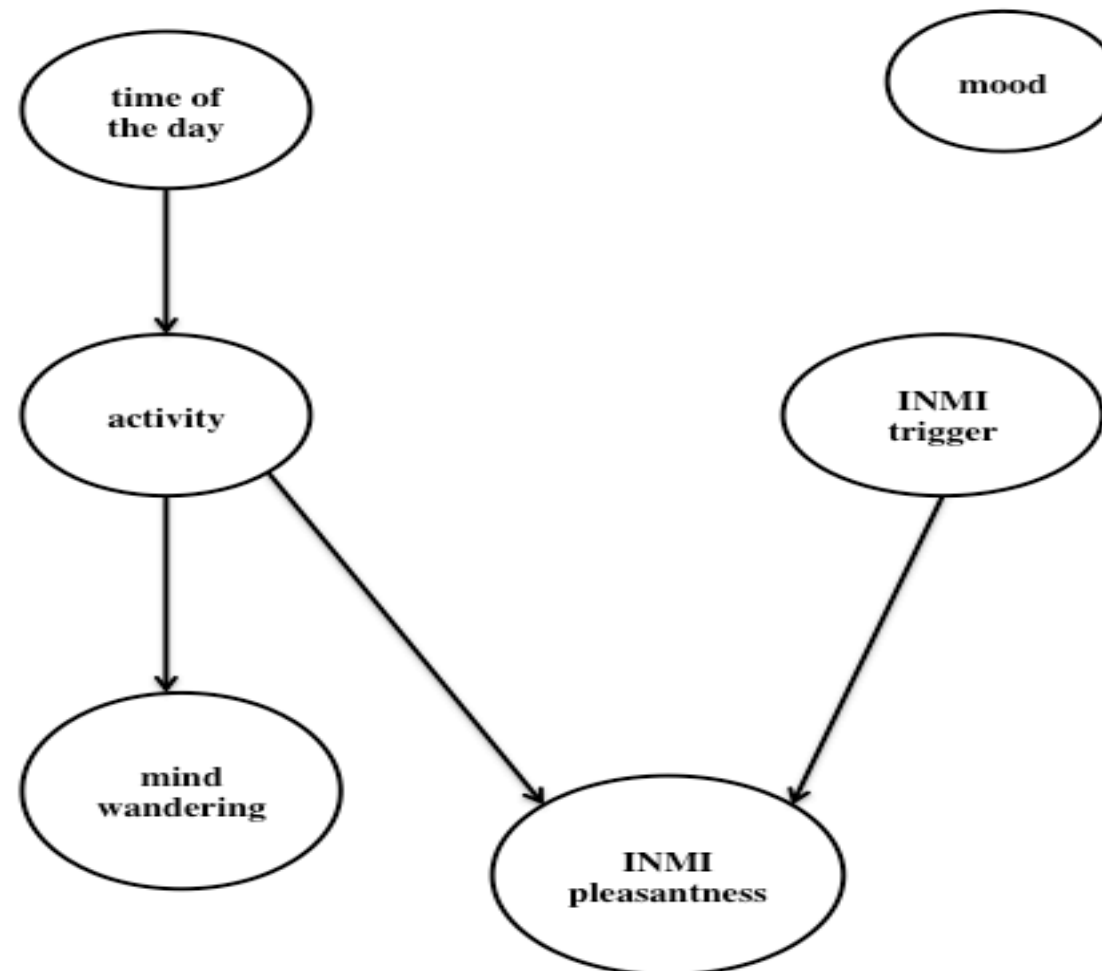 time of
the day
mood
activity
INMI
trigger
mind
wandering
INMI
pleasantness